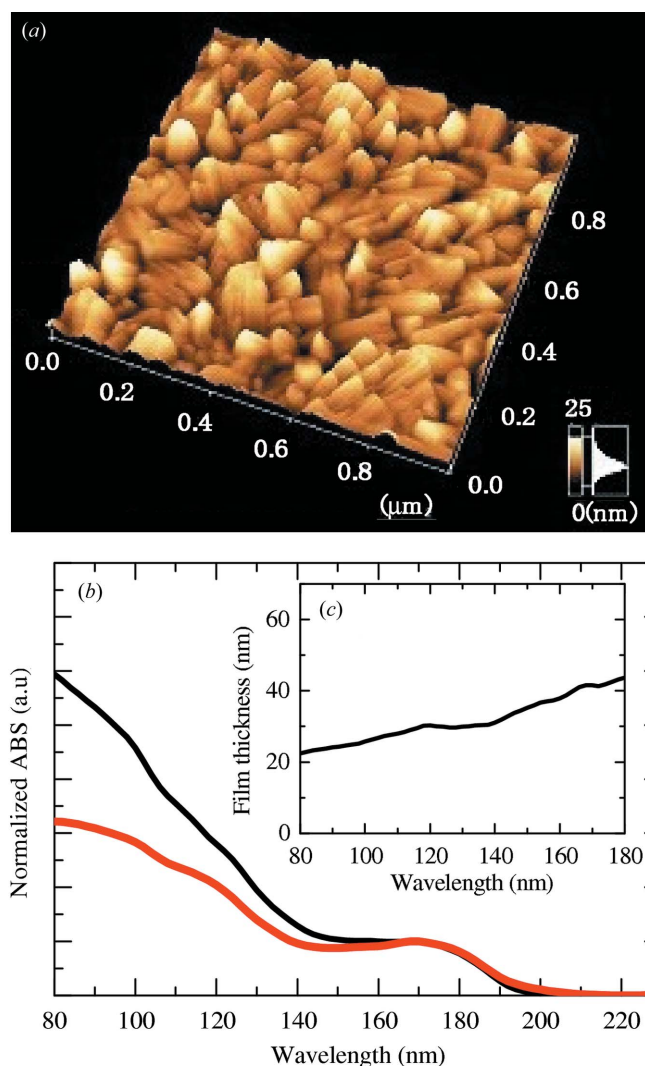 (a)
0.8
0.6
0.4
0.2
0.0
0.0
0.2
0.4
0.6
0.8
(μm)
25
0(nm)
(b)
(c)
Normalized ABS (a.u)
80 100 120 140 160 180 200 220
Wavelength (nm)
Film thickness (nm)
60
40
20
0
80 100 120 140 160 180
Wavelength (nm)